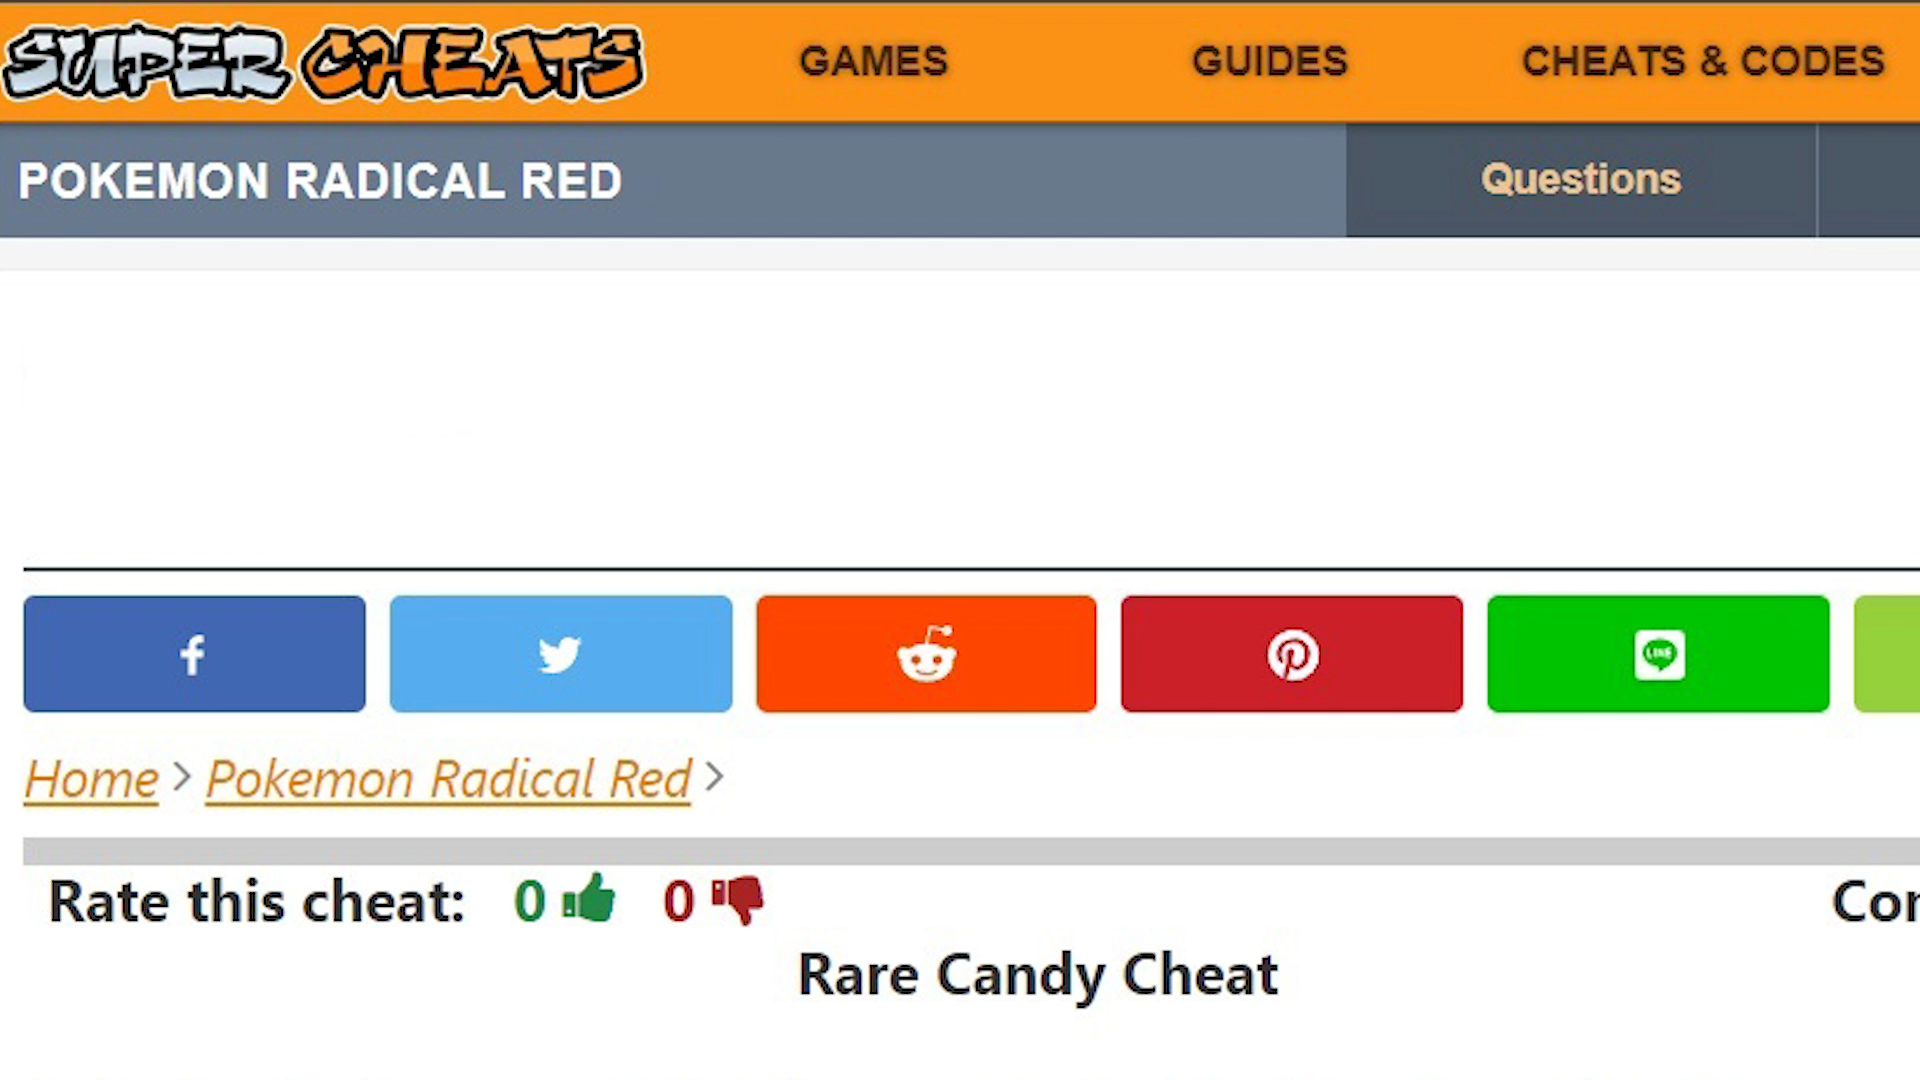 SUPER CHEATS
GAMES
GUIDES
CHEATS & CODES
POKEMON RADICAL RED
Questions
f
LINE
Home > Pokemon Radical Red >
Rate this cheat: 0 0
Rare Candy Cheat